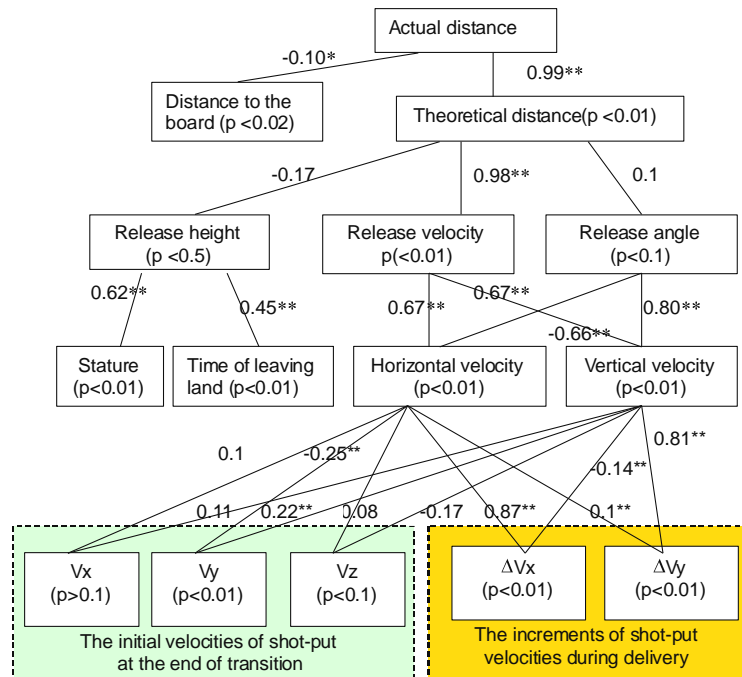 Actual distance
-0.10*
0.99**
Distance to the
board (p <0.02)
Theoretical distance(p <0.01)
-0.17
0.98**
0.1
Release height
(p <0.5)
Release velocity
p(<0.01)
Release angle
(p<0.1)
0.62**
0.45**
0.67**
0.67**
0.80**
-0.66**
Stature
(p<0.01)
Time of leaving
land (p<0.01)
Horizontal velocity
(p<0.01)
Vertical velocity
(p<0.01)
0.1
-0.25**
0.81**
-0.14**
0.11
0.22**
0.08
-0.17
0.87**
0.1**
Vx
(p>0.1)
Vy
(p<0.01)
Vz
(p<0.1)
ΔVx
(p<0.01)
ΔVy
(p<0.01)
The initial velocities of shot-put
at the end of transition
The increments of shot-put
velocities during delivery